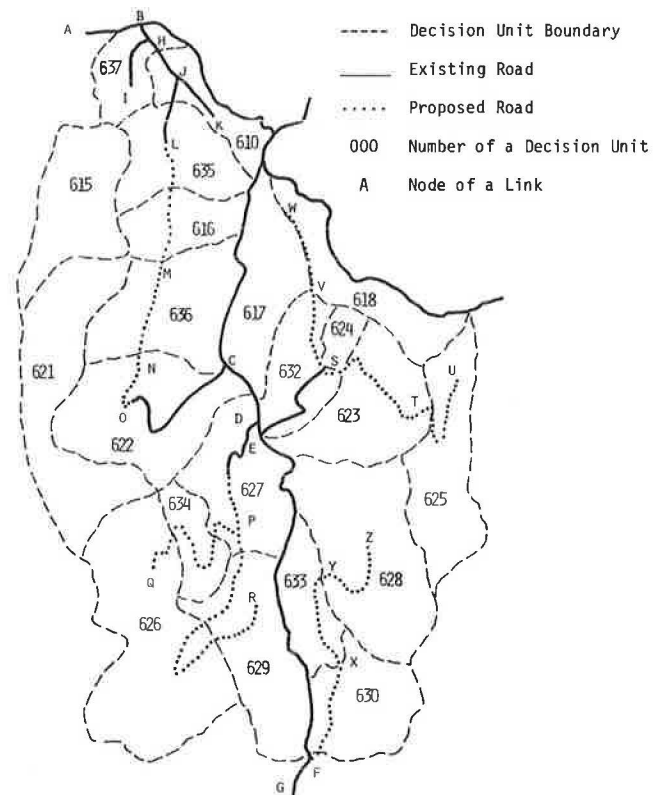 A
B
H
637
I
J
K
610
L
615
635
W
616
M
V
618
636
617
624
621
N
C
S
U
632
O
D
T
623
622
E
627
625
634
P
Z
Q
Y
633
628
R
626
X
629
630
F
G
Decision Unit Boundary
Existing Road
Proposed Road
000 Number of a Decision Unit
A Node of a Link